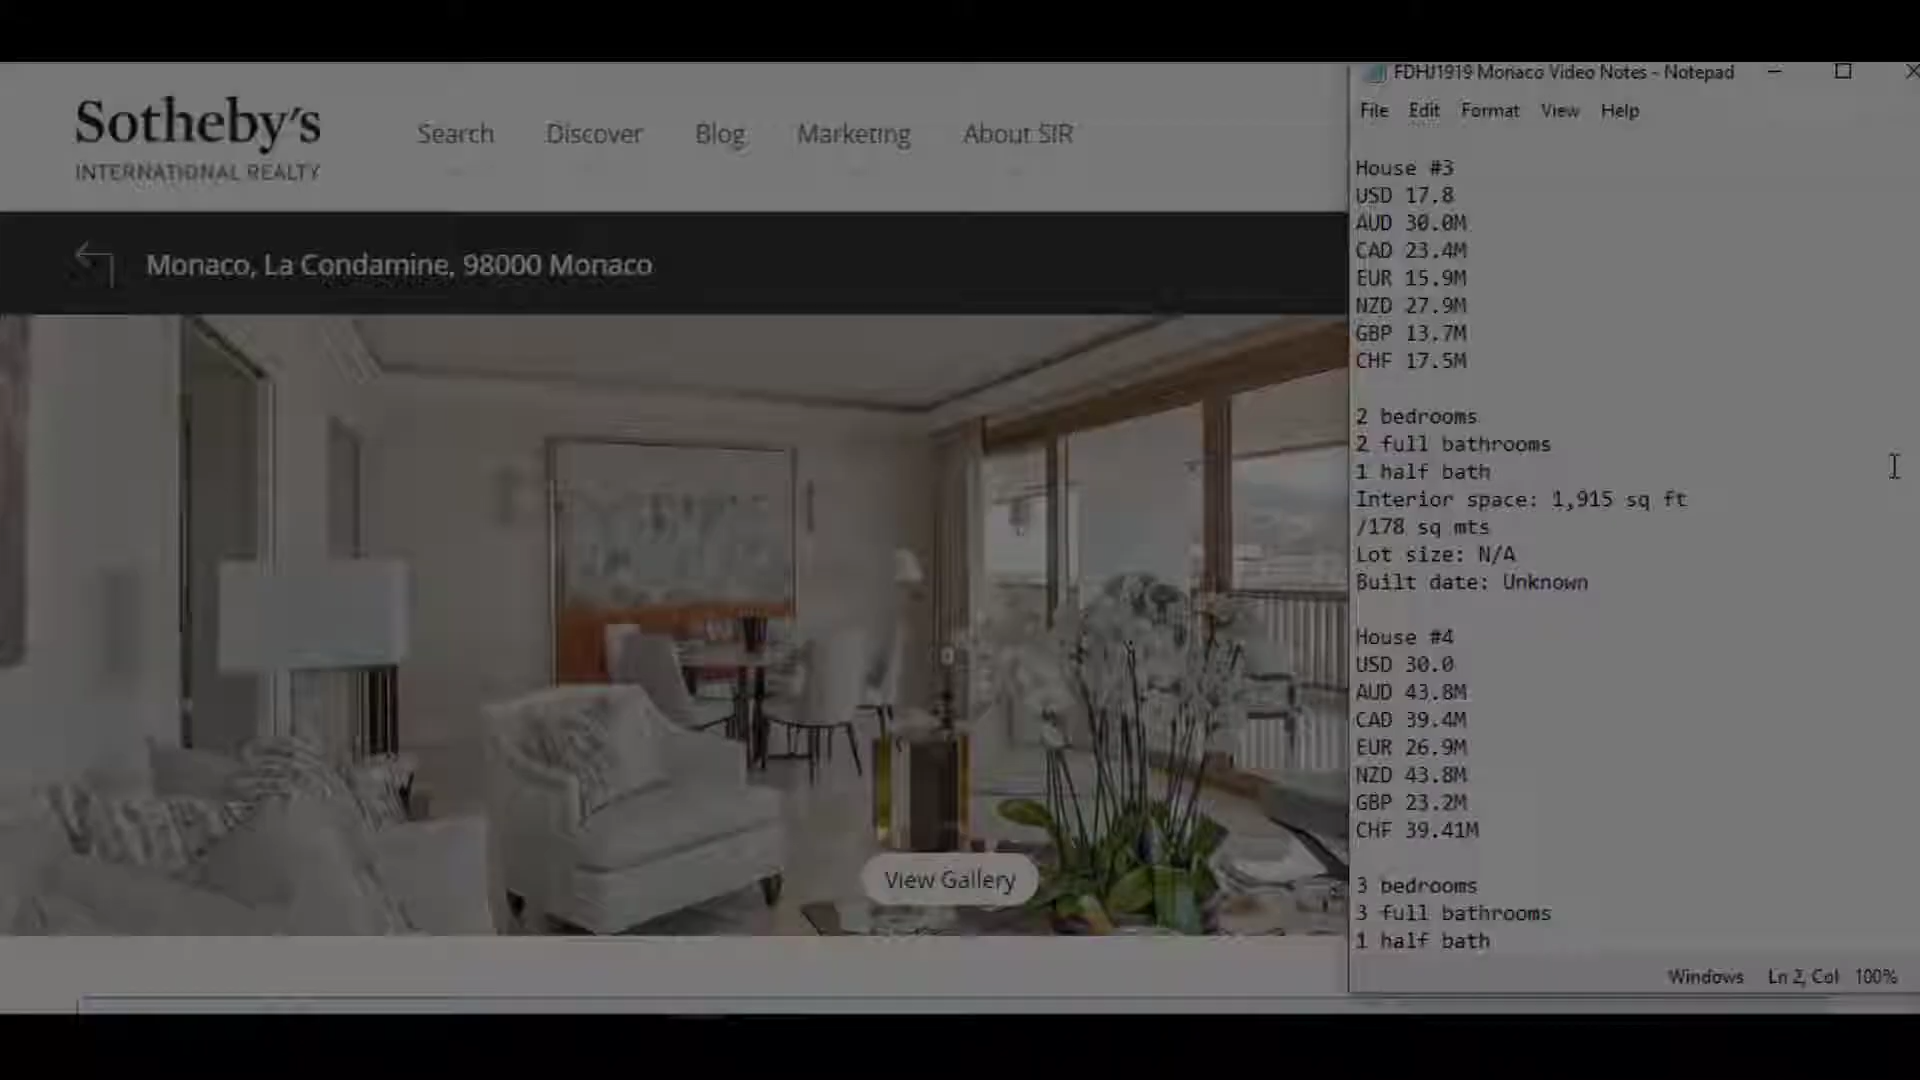 Sotheby's
INTERNATIONAL REALTY
Search
Discover
Blog
Marketing
About SIR
Monaco, La Condamine, 98000 Monaco
View Gallery
FDHJ1919 Monaco Video Notes - Notepad
File Edit Format View Help
House #3
USD 17.8
AUD 30.0M
CAD 23.4M
EUR 15.9M
NZD 27.9M
GBP 13.7M
CHF 17.5M
2 bedrooms
2 full bathrooms
1 half bath
Interior space: 1,915 sq ft
/178 sq mts
Lot size: N/A
Built date: Unknown
House #4
USD 30.0
AUD 43.8M
CAD 39.4M
EUR 26.9M
NZD 43.8M
GBP 23.2M
CHF 39.41M
3 bedrooms
3 full bathrooms
1 half bath
Windows Ln 2, Col 100%